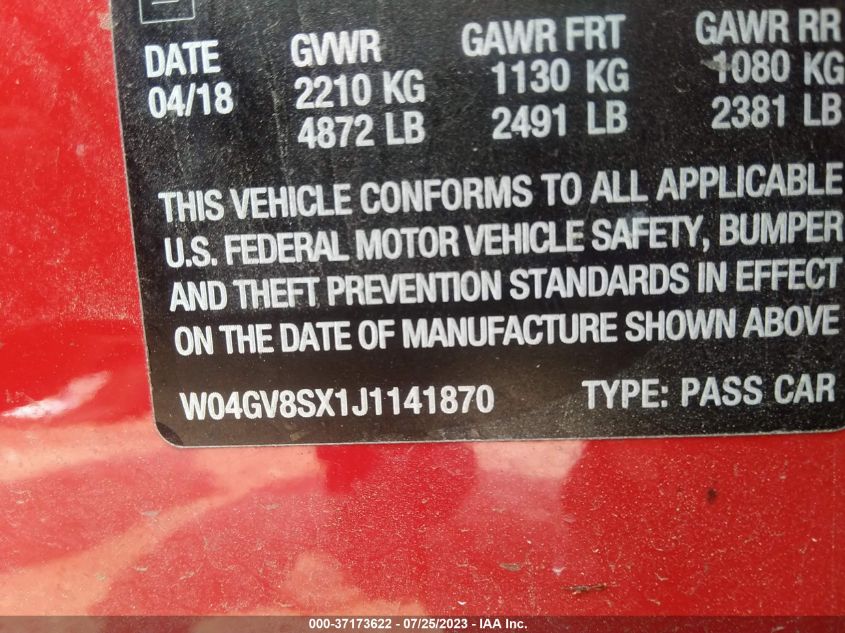 DATE GVWR GAWR FRT GAWR RR
04/18 2210 KG 1130 KG 1080 KG
4872 LB 2491 LB 2381 LB
THIS VEHICLE CONFORMS TO ALL APPLICABLE
U.S. FEDERAL MOTOR VEHICLE SAFETY, BUMPER
AND THEFT PREVENTION STANDARDS IN EFFECT
ON THE DATE OF MANUFACTURE SHOWN ABOVE
W04GV8SX1J1141870 TYPE: PASS CAR
000-37173622 - 07/25/2023 - IAA Inc.